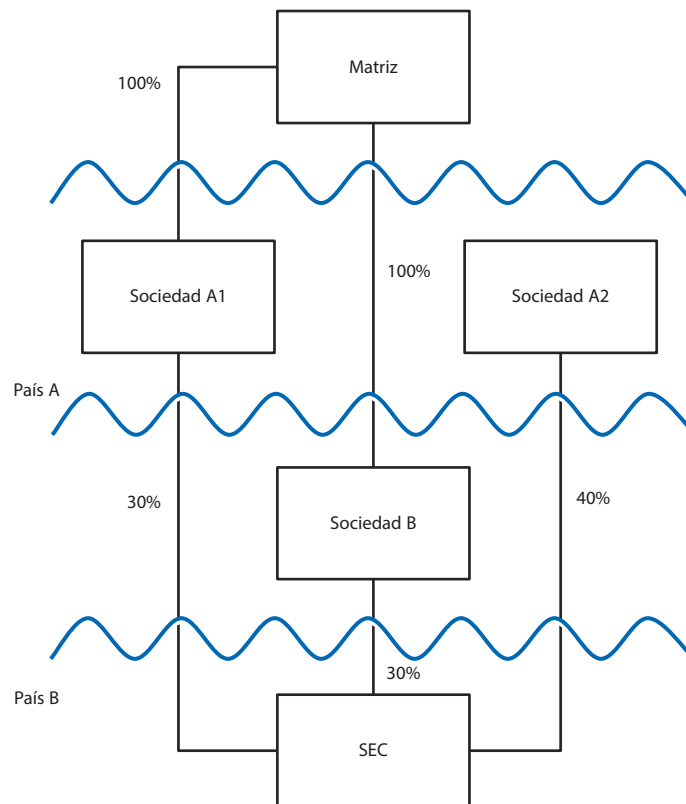 Matriz
100%
Sociedad A1
100%
Sociedad A2
País A
30%
Sociedad B
40%
País B
30%
SEC